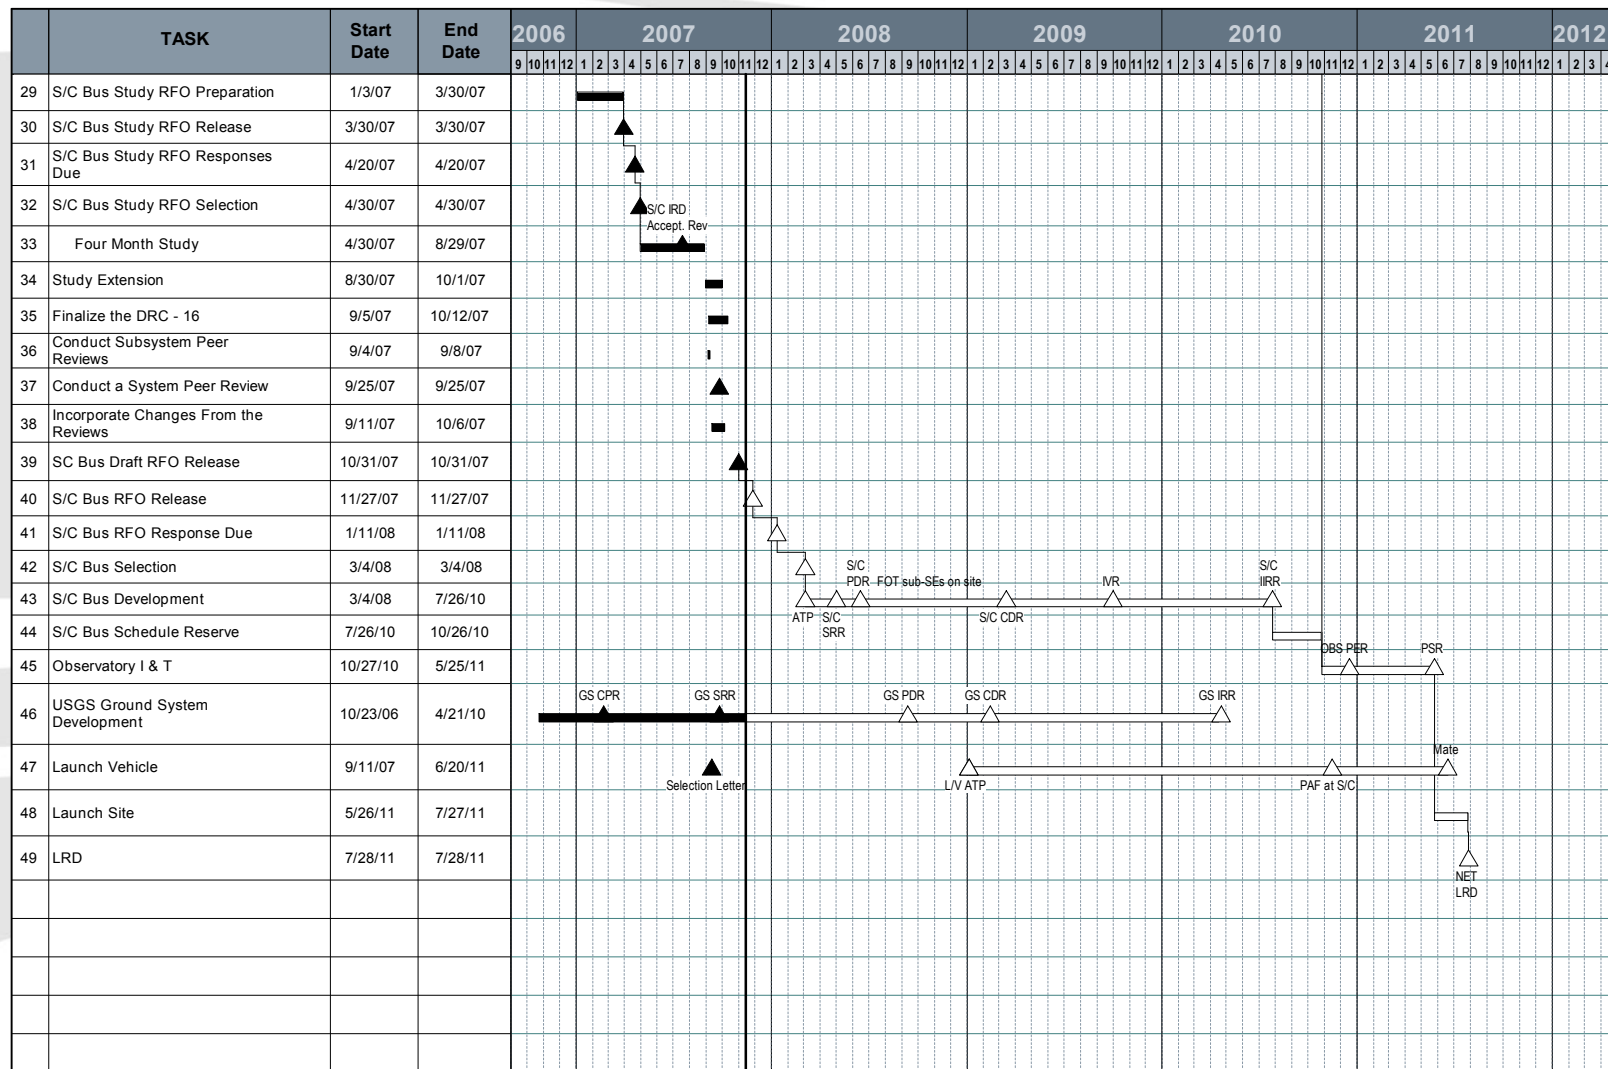 TASK Start Date End Date 2006 2007 2008 2009 2010 2011 2012
9 10 11 12 1 2 3 4 5 6 7 8 9 10 11 12 1 2 3 4 5 6 7 8 9 10 11 12 1 2 3 4 5 6 7 8 9 10 11 12 1 2 3 4 5 6 7 8 9 10 11 12 1 2 3 4 5 6 7 8 9 10 11 12 1 2 3 4
29 S/C Bus Study RFO Preparation 1/3/07 3/30/07
30 S/C Bus Study RFO Release 3/30/07 3/30/07
31 S/C Bus Study RFO Responses Due 4/20/07 4/20/07
32 S/C Bus Study RFO Selection 4/30/07 4/30/07
S/C IRD
Accept. Rev
33 Four Month Study 4/30/07 8/29/07
34 Study Extension 8/30/07 10/1/07
35 Finalize the DRC - 16 9/5/07 10/12/07
36 Conduct Subsystem Peer Reviews 9/4/07 9/8/07
37 Conduct a System Peer Review 9/25/07 9/25/07
38 Incorporate Changes From the Reviews 9/11/07 10/6/07
39 SC Bus Draft RFO Release 10/31/07 10/31/07
40 S/C Bus RFO Release 11/27/07 11/27/07
41 S/C Bus RFO Response Due 1/11/08 1/11/08
42 S/C Bus Selection 3/4/08 3/4/08
S/C PDR FOT sub-SEs on site IVR S/C IIRR
43 S/C Bus Development 3/4/08 7/26/10
ATP S/C SRR S/C CDR
44 S/C Bus Schedule Reserve 7/26/10 10/26/10
OBS PER PSR
45 Observatory I & T 10/27/10 5/25/11
GS CPR GS SRR GS PDR GS CDR GS IRR
46 USGS Ground System Development 10/23/06 4/21/10
Mate
47 Launch Vehicle 9/11/07 6/20/11
Selection Letter L/V ATP PAF at S/C
48 Launch Site 5/26/11 7/27/11
49 LRD 7/28/11 7/28/11
NET
LRD